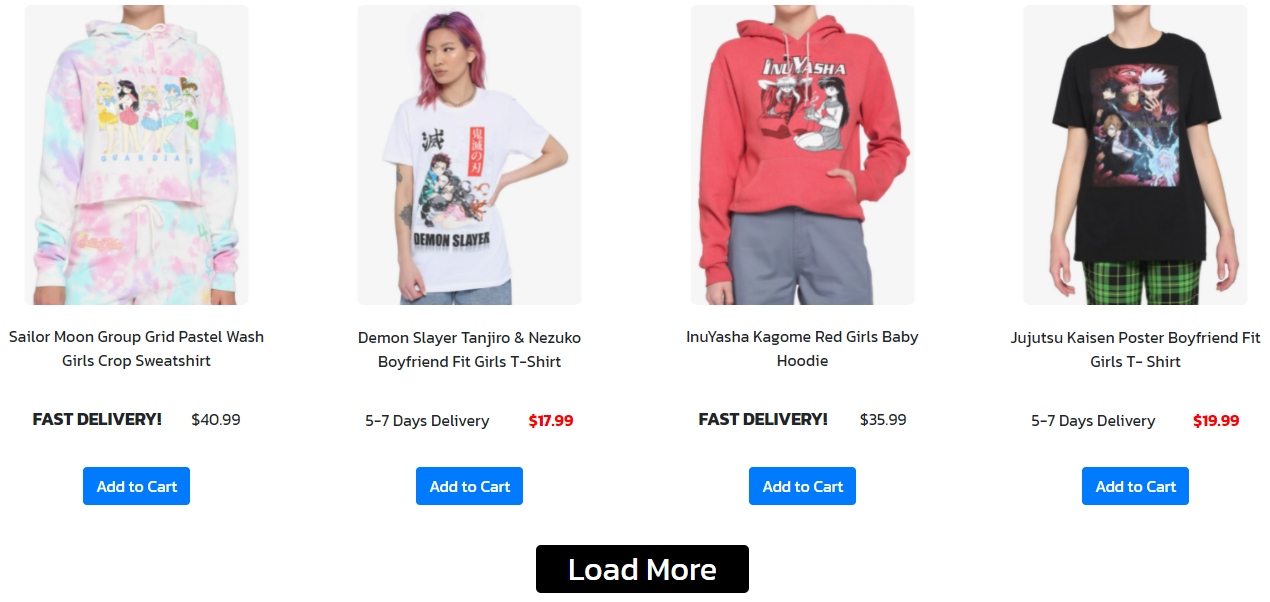 GUARDIANS
滅
鬼滅の刃
DEMON SLAYER
INUYASHA
Sailor Moon Group Grid Pastel Wash
Girls Crop Sweatshirt
Demon Slayer Tanjiro & Nezuko
Boyfriend Fit Girls T-Shirt
InuYasha Kagome Red Girls Baby
Hoodie
Jujutsu Kaisen Poster Boyfriend Fit
Girls T- Shirt
FAST DELIVERY! $40.99
5-7 Days Delivery $17.99
FAST DELIVERY! $35.99
5-7 Days Delivery $19.99
Add to Cart
Add to Cart
Add to Cart
Add to Cart
Load More